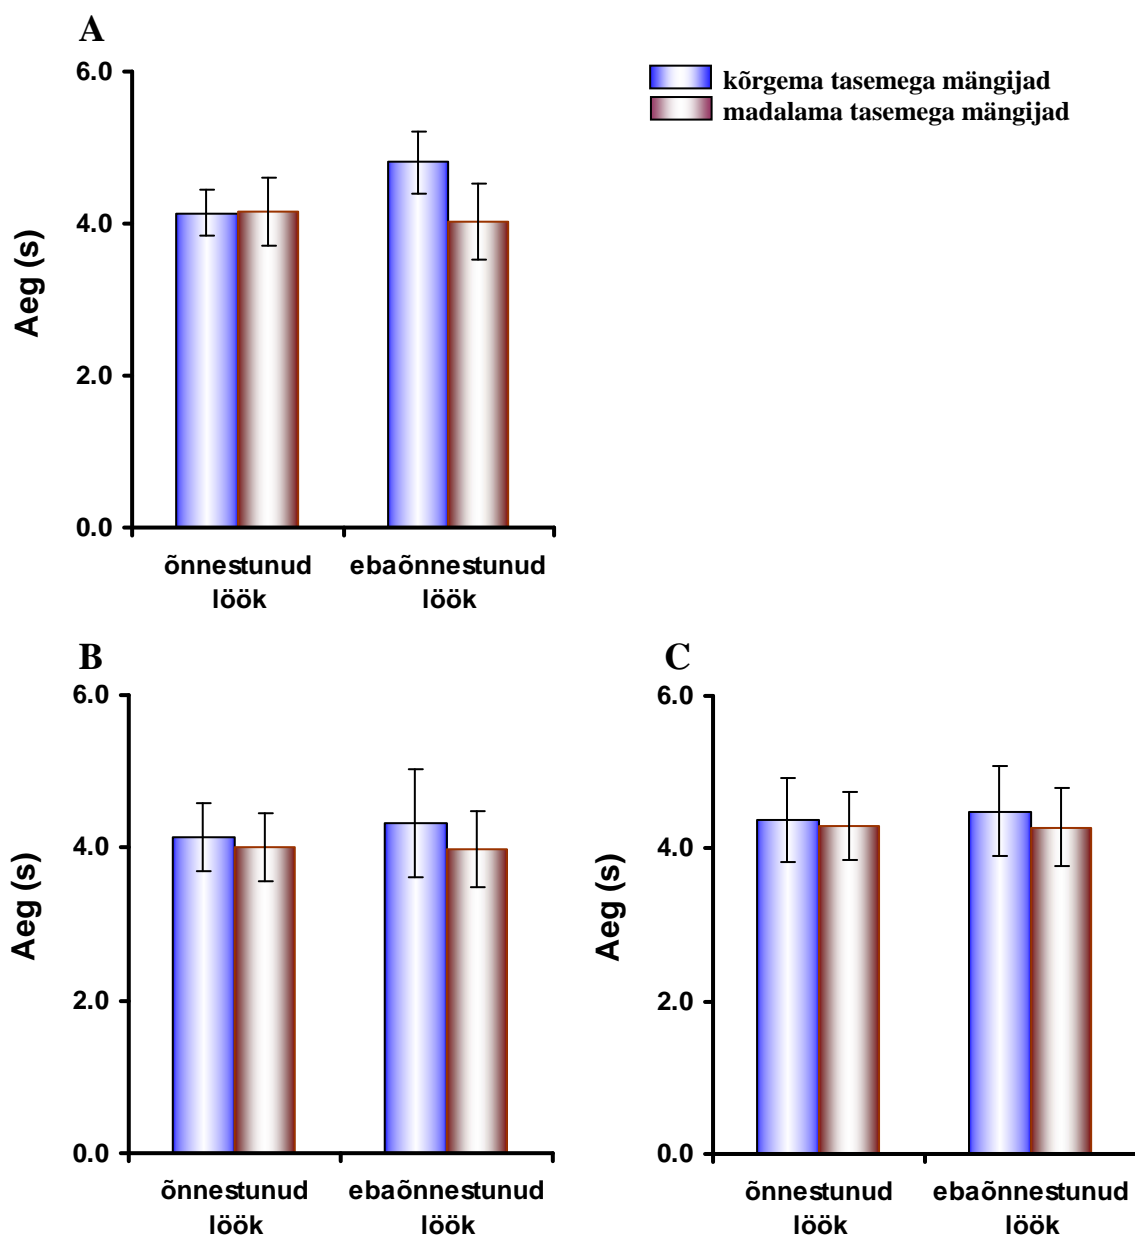 A
6.0
4.0
2.0
0.0
Aeg (s)
õnnestunud
löök
ebaõnnestunud
löök
kõrgema tasemega mängijad
madalama tasemega mängijad
B
6.0
4.0
2.0
0.0
Aeg (s)
õnnestunud
löök
ebaõnnestunud
löök
C
6.0
4.0
2.0
0.0
Aeg (s)
õnnestunud
löök
ebaõnnestunud
löök